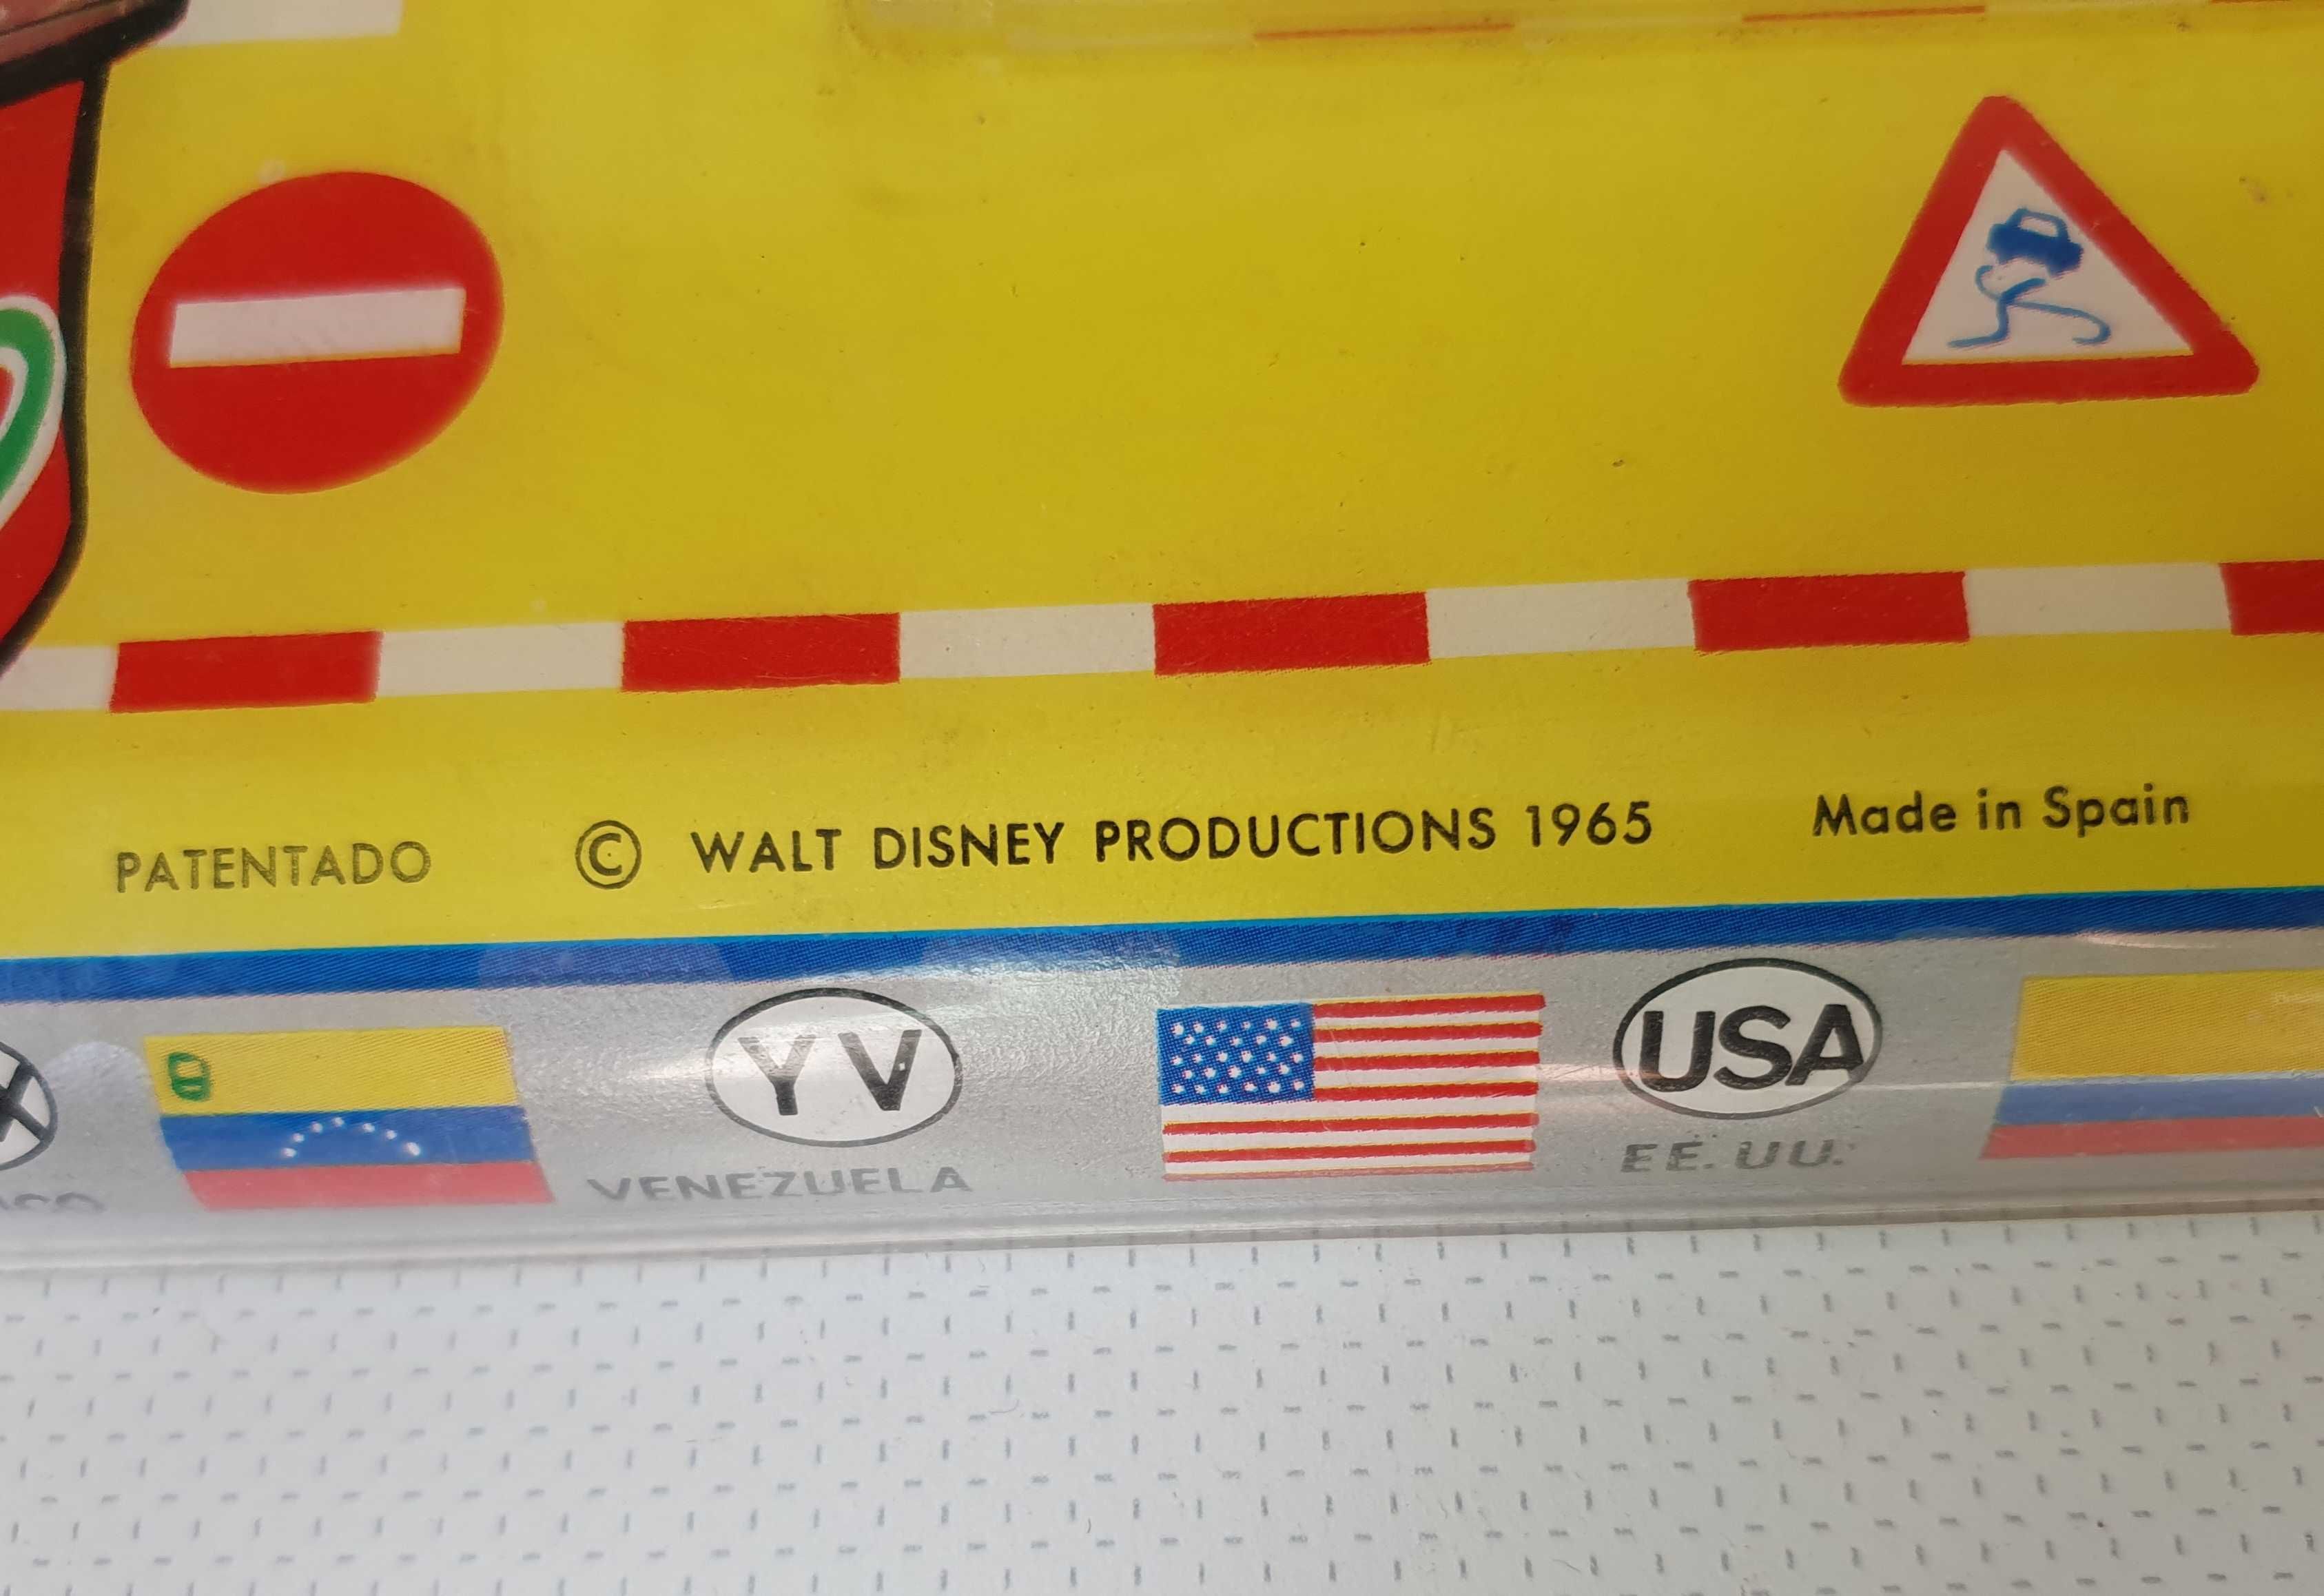 PATENTADO © WALT DISNEY PRODUCTIONS 1965 Made in Spain
YV
USA
VENEZUELA
EE. UU.